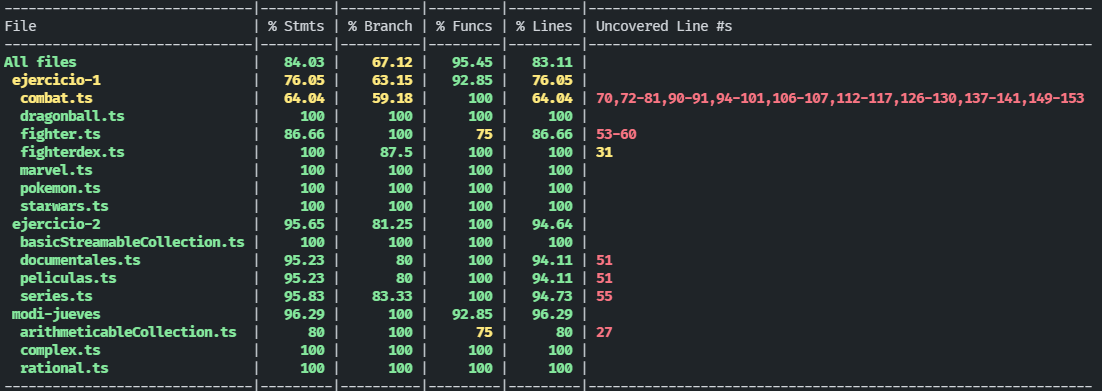 ----------------------------|---------|----------|---------|---------|---------------------------------------------------------------
File                        | % Stmts | % Branch | % Funcs | % Lines | Uncovered Line #s
----------------------------|---------|----------|---------|---------|---------------------------------------------------------------
All files                   |   84.03 |    67.12 |   95.45 |   83.11 |
 ejercicio-1                |   76.05 |    63.15 |   92.85 |   76.05 |
  combat.ts                 |   64.04 |    59.18 |     100 |   64.04 | 70,72-81,90-91,94-101,106-107,112-117,126-130,137-141,149-153
  dragonball.ts             |     100 |      100 |     100 |     100 |
  fighter.ts                |   86.66 |      100 |      75 |   86.66 | 53-60
  fighterdex.ts             |     100 |     87.5 |     100 |     100 | 31
  marvel.ts                 |     100 |      100 |     100 |     100 |
  pokemon.ts                |     100 |      100 |     100 |     100 |
  starwars.ts               |     100 |      100 |     100 |     100 |
 ejercicio-2                |   95.65 |    81.25 |     100 |   94.64 |
  basicStreamableCollection.ts |     100 |      100 |     100 |     100 |
  documentales.ts           |   95.23 |       80 |     100 |   94.11 | 51
  peliculas.ts              |   95.23 |       80 |     100 |   94.11 | 51
  series.ts                 |   95.83 |    83.33 |     100 |   94.73 | 55
 modi-jueves                |   96.29 |      100 |   92.85 |   96.29 |
  arithmeticableCollection.ts |      80 |      100 |      75 |      80 | 27
  complex.ts                |     100 |      100 |     100 |     100 |
  rational.ts               |     100 |      100 |     100 |     100 |
----------------------------|---------|----------|---------|---------|---------------------------------------------------------------